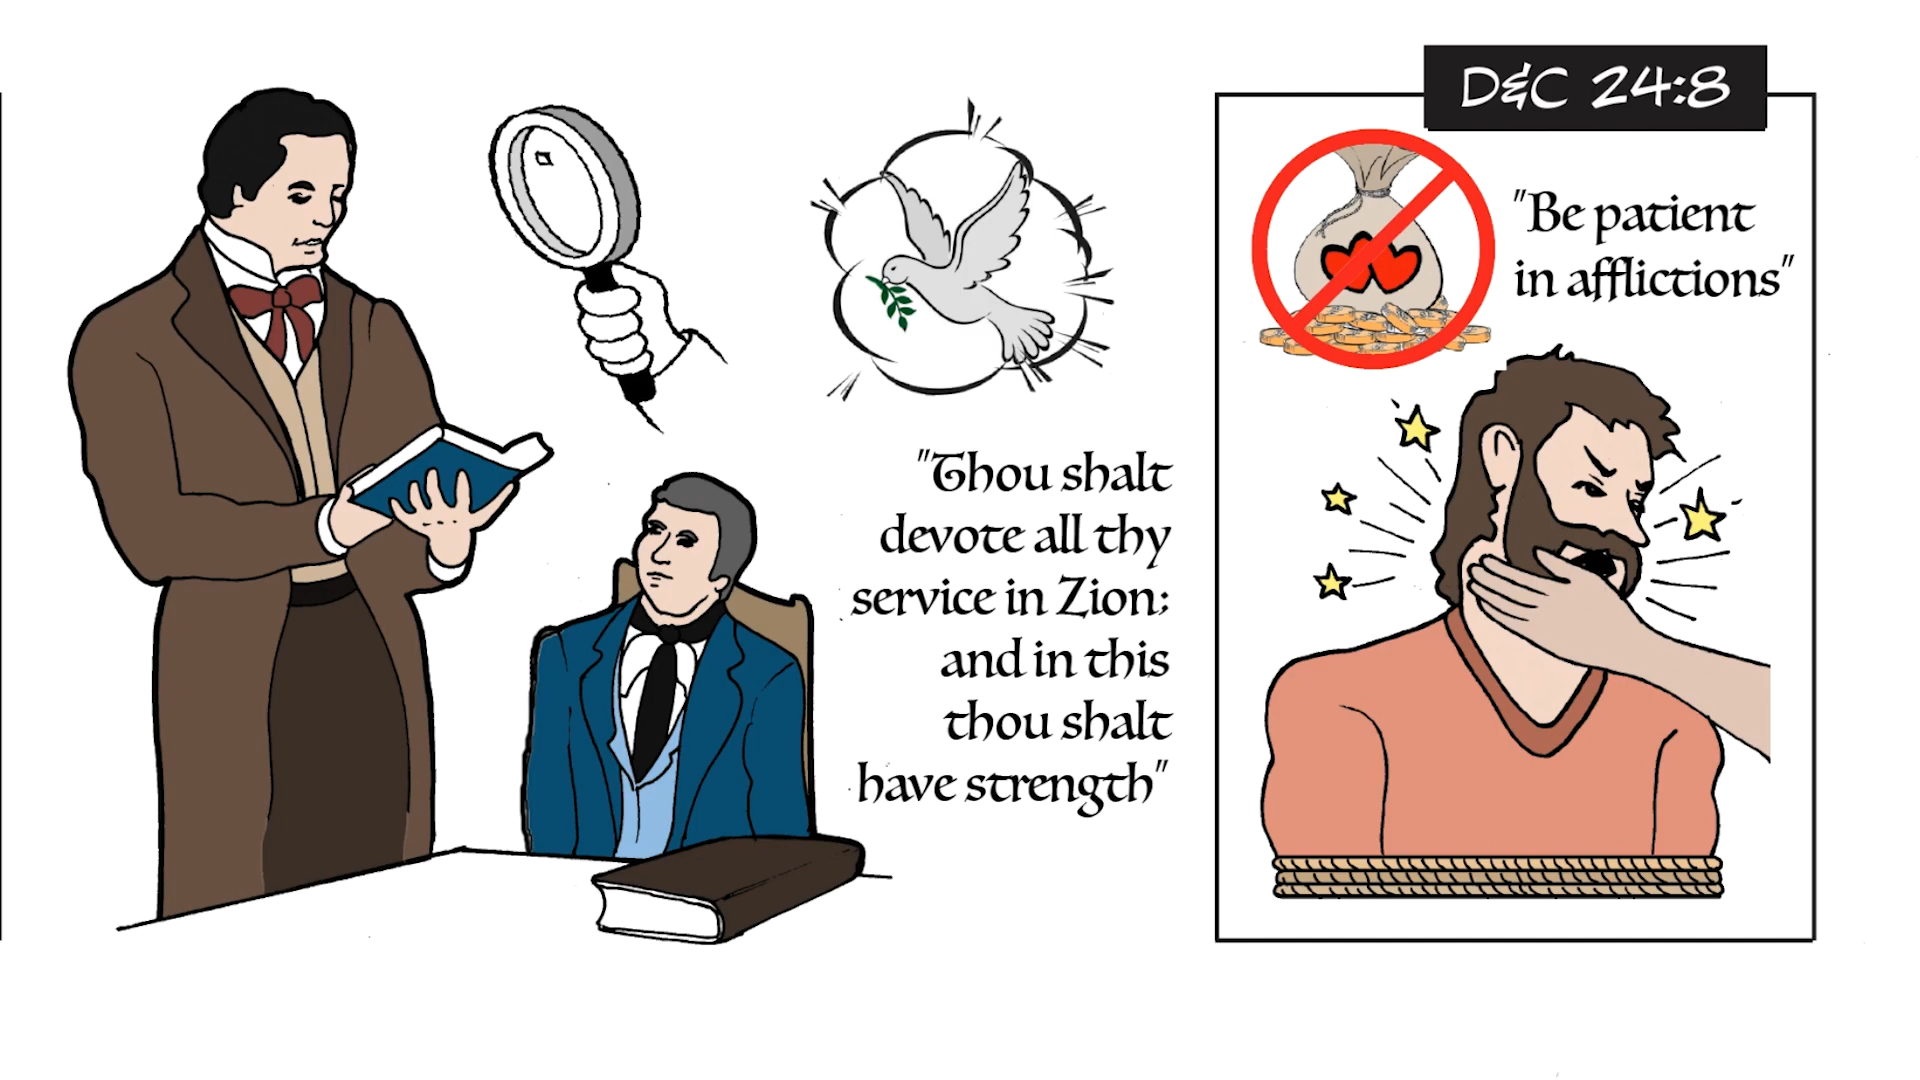 "Thou shalt
devote all thy
service in Zion;
and in this
thou shalt
have strength"
D&C 24:8
"Be patient
in afflictions"